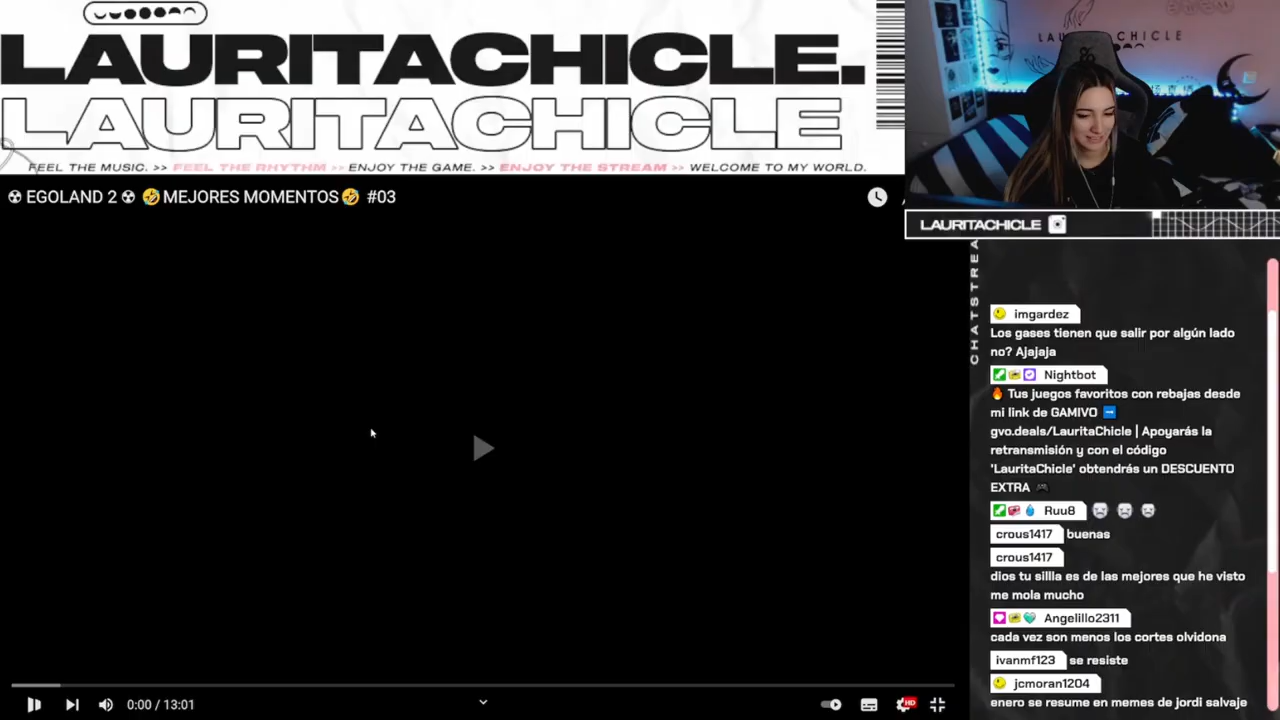 LAURITACHICLE.
LAURITACHICLE
FEEL THE MUSIC. >> FEEL THE RHYTHM >> ENJOY THE GAME. >> ENJOY THE STREAM >> WELCOME TO MY WORLD.
☢ EGOLAND 2 ☢ 🤣MEJORES MOMENTOS🤣 #03
LAURITACHICLE
CHATSTREA
imgardez
Los gases tienen que salir por algún lado
no? Ajajaja
Nightbot
🔥 Tus juegos favoritos con rebajas desde
mi link de GAMIVO ➡
gvo.deals/LauritaChicle | Apoyarás la
retransmisión y con el código
'LauritaChicle' obtendrás un DESCUENTO
EXTRA 🎮
Ruu8
crous1417 buenas
crous1417
dios tu sillla es de las mejores que he visto
me mola mucho
Angelillo2311
cada vez son menos los cortes olvidona
ivanmf123 se resiste
jcmoran1204
enero se resume en memes de jordi salvaje
0:00 / 13:01
HD